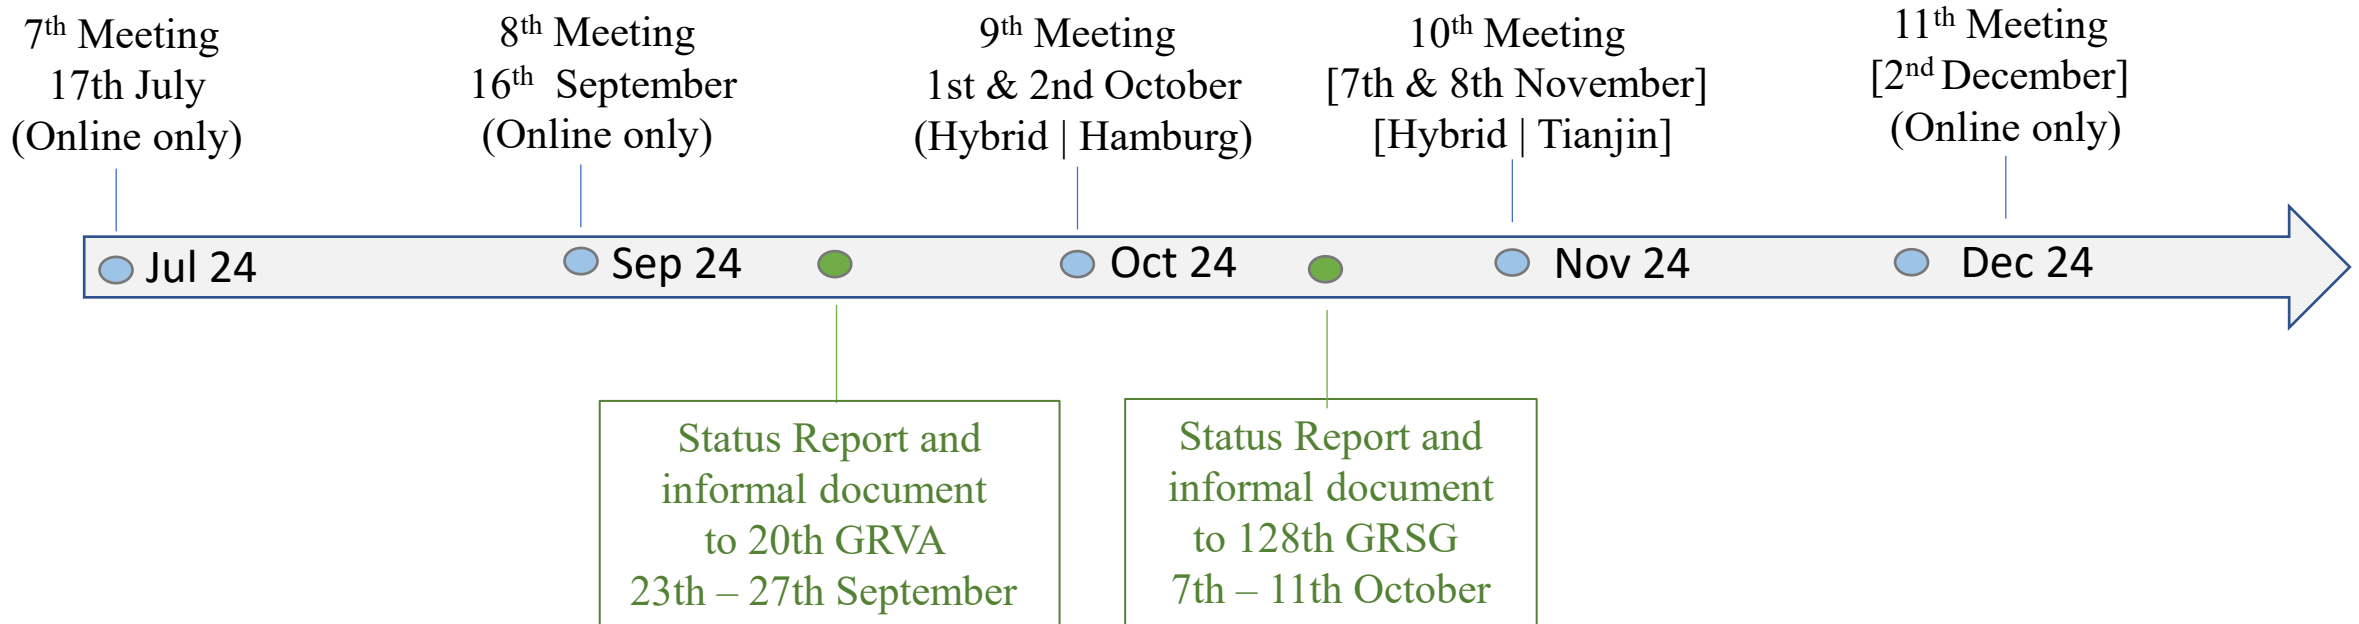 7th Meeting
17th July
(Online only)
8th Meeting
16th September
(Online only)
9th Meeting
1st & 2nd October
(Hybrid | Hamburg)
10th Meeting
[7th & 8th November]
[Hybrid | Tianjin]
11th Meeting
[2nd December]
(Online only)
Jul 24
Sep 24
Oct 24
Nov 24
Dec 24
Status Report and
informal document
to 20th GRVA
23th – 27th September
Status Report and
informal document
to 128th GRSG
7th – 11th October